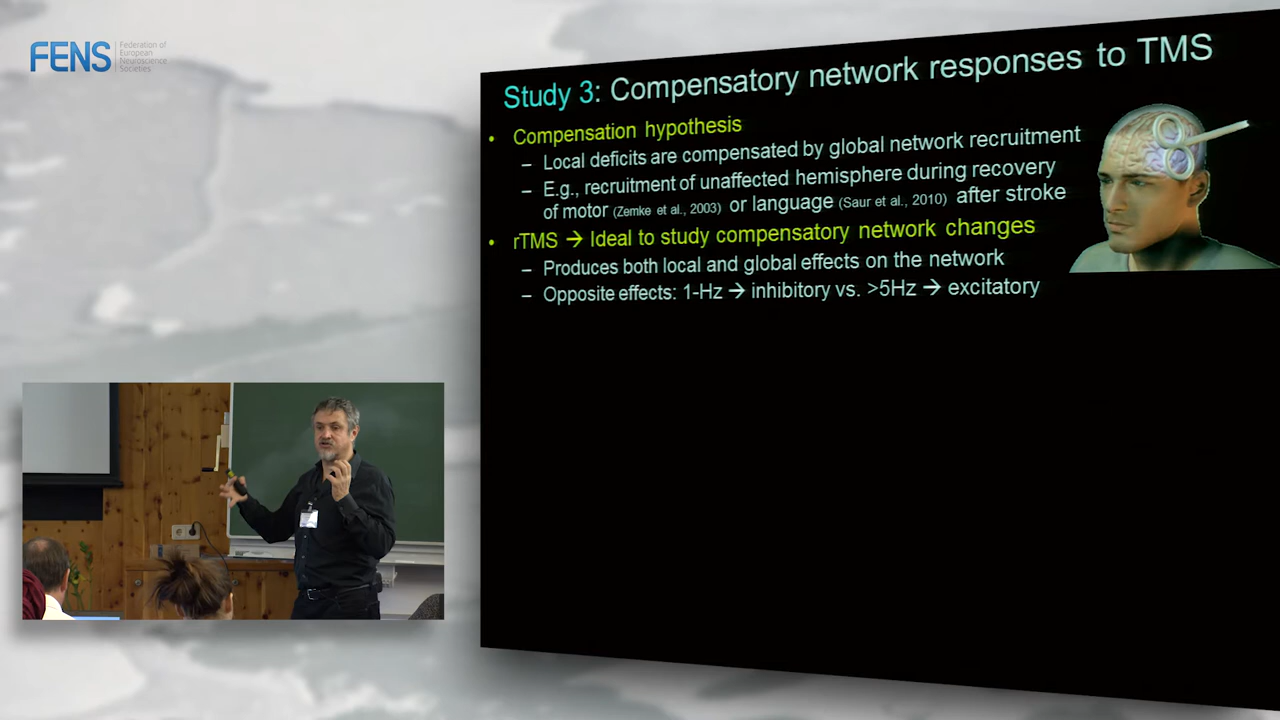 FENS
Federation of
European
Neuroscience
Societies
Study 3: Compensatory network responses to TMS
• Compensation hypothesis
– Local deficits are compensated by global network recruitment
– E.g., recruitment of unaffected hemisphere during recovery
of motor (Zemke et al., 2003) or language (Saur et al., 2010) after stroke
• rTMS → Ideal to study compensatory network changes
– Produces both local and global effects on the network
– Opposite effects: 1-Hz → inhibitory vs. >5Hz → excitatory